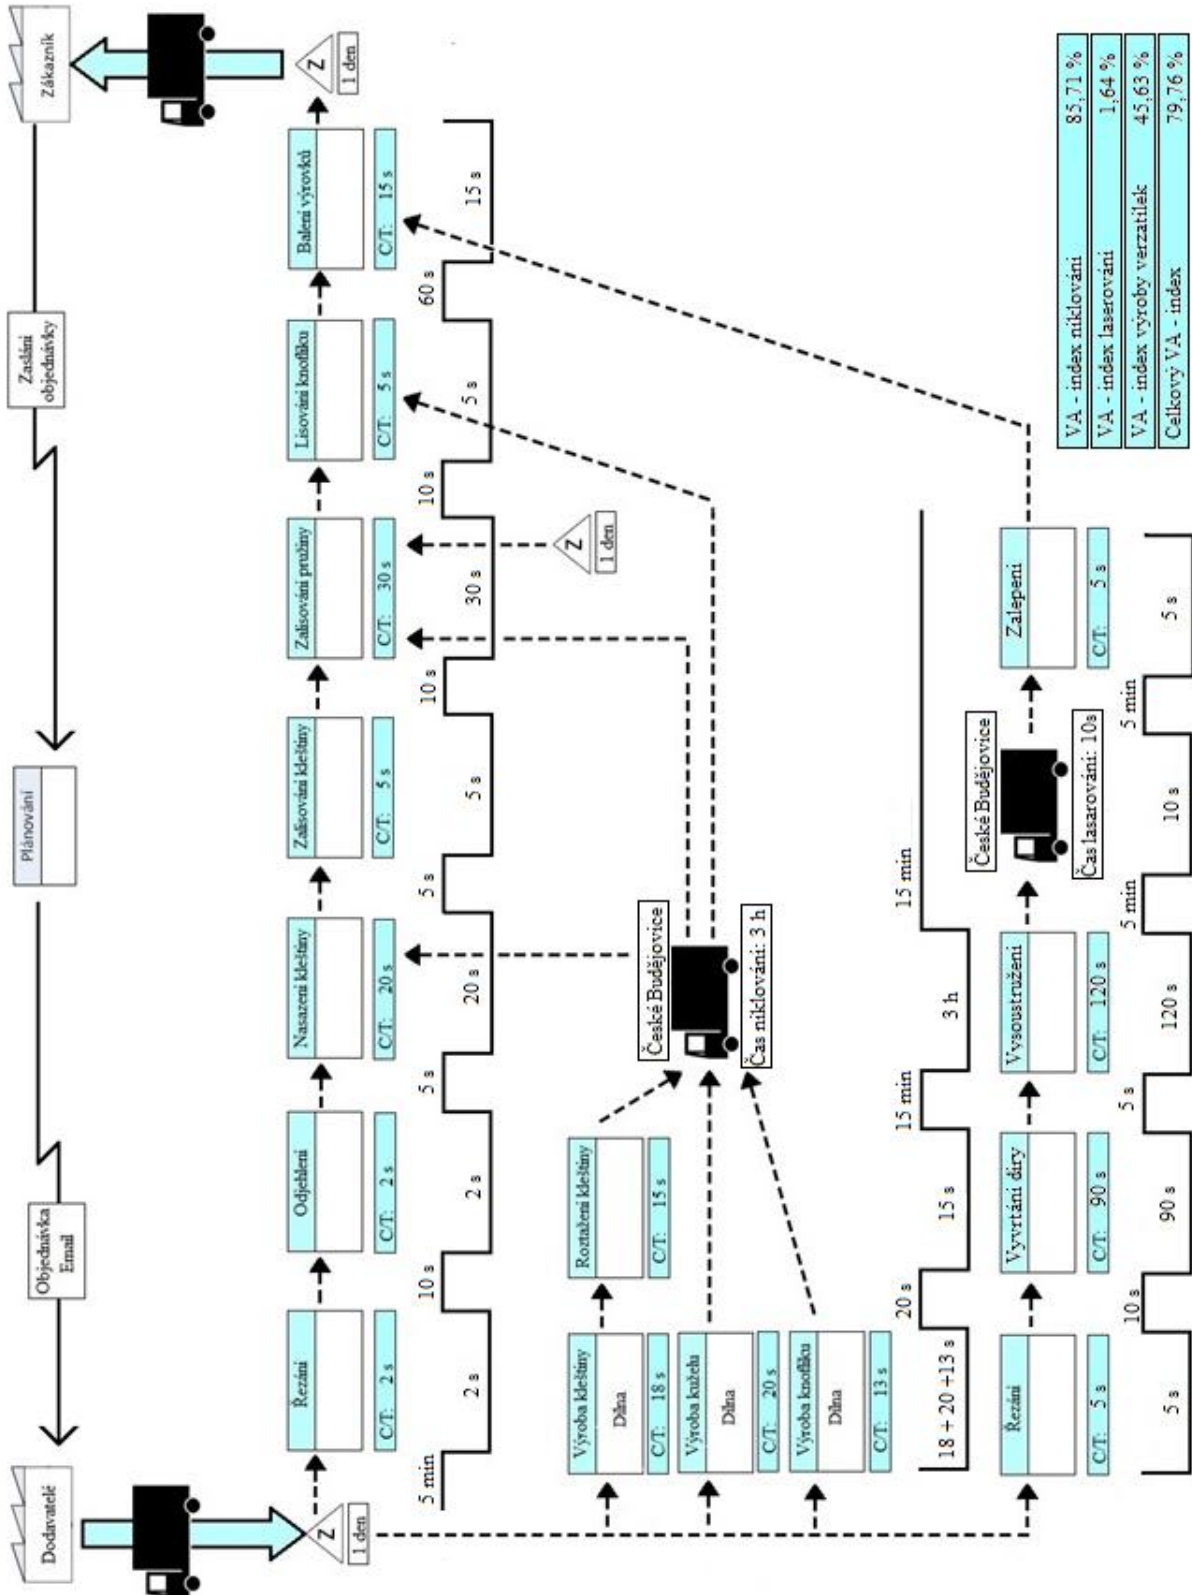 Dodavatelé
Objednávka
Email
Plánování
Zaslání
objednávky
Zákazník
Z
1 den
Řezání
C/T: 2 s
Odjehlení
C/T: 2 s
Nasazení kleštiny
C/T: 20 s
Zalisování kleštiny
C/T: 5 s
Zalisování pružiny
C/T: 30 s
Lisování knoflíku
C/T: 5 s
Balení výrovků
C/T: 15 s
Z
1 den
5 min
2 s
10 s
2 s
5 s
20 s
5 s
5 s
10 s
30 s
10 s
5 s
60 s
15 s
Z
1 den
Výroba kleštiny
Dílna
C/T: 18 s
Roztažení kleštiny
C/T: 15 s
Výroba kuželu
Dílna
C/T: 20 s
Výroba knoflíku
Dílna
C/T: 13 s
České Budějovice
Čas niklování: 3 h
18 + 20 +13 s
20 s
15 s
15 min
3 h
15 min
Řezání
C/T: 5 s
Vyvrtání díry
C/T: 90 s
Vysoustružení
C/T: 120 s
České Budějovice
Čas lasarování: 10s
Zalepení
C/T: 5 s
5 s
10 s
90 s
5 s
120 s
5 min
10 s
5 min
5 s
VA - index niklování 85,71 %
VA - index laserování 1,64 %
VA - index výroby verzatilek 45,63 %
Celkový VA - index 79,76 %